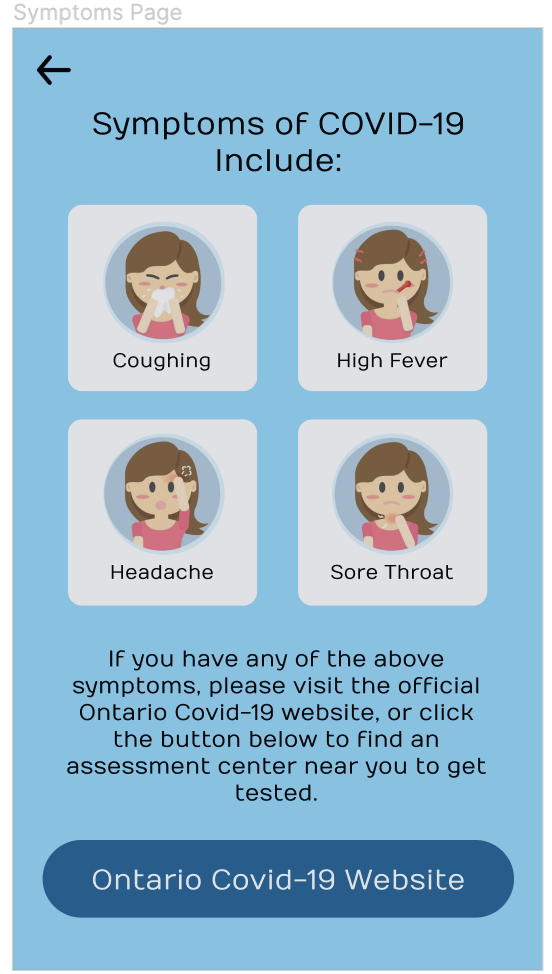 Symptoms Page
Symptoms of COVID-19
Include:
Coughing
High Fever
Headache
Sore Throat
If you have any of the above
symptoms, please visit the official
Ontario Covid-19 website, or click
the button below to find an
assessment center near you to get
tested.
Ontario Covid-19 Website